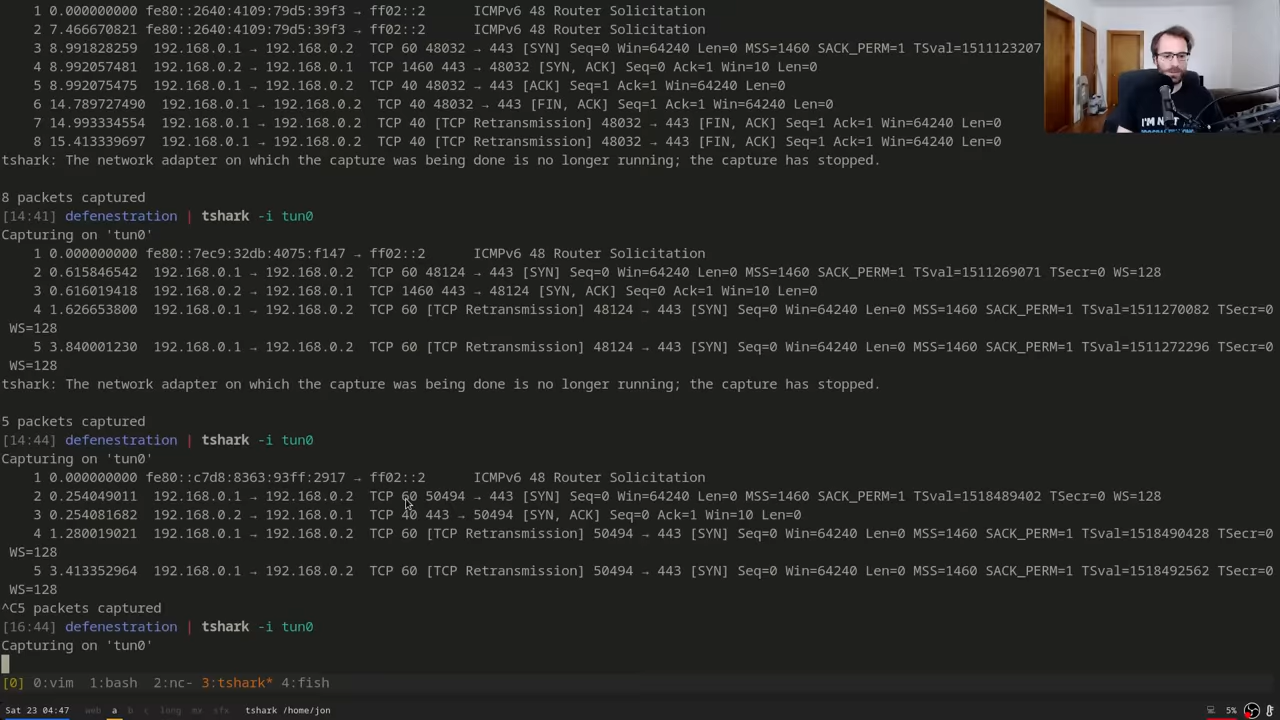 1 0.000000000 fe80::2640:4109:79d5:39f3 → ff02::2 ICMPv6 48 Router Solicitation
2 7.466670821 fe80::2640:4109:79d5:39f3 → ff02::2 ICMPv6 48 Router Solicitation
3 8.991828259 192.168.0.1 → 192.168.0.2 TCP 60 48032 → 443 [SYN] Seq=0 Win=64240 Len=0 MSS=1460 SACK_PERM=1 TSval=1511123207
4 8.992057481 192.168.0.2 → 192.168.0.1 TCP 1460 443 → 48032 [SYN, ACK] Seq=0 Ack=1 Win=10 Len=0
5 8.992075475 192.168.0.1 → 192.168.0.2 TCP 40 48032 → 443 [ACK] Seq=1 Ack=1 Win=64240 Len=0
6 14.789727490 192.168.0.1 → 192.168.0.2 TCP 40 48032 → 443 [FIN, ACK] Seq=1 Ack=1 Win=64240 Len=0
7 14.993334554 192.168.0.1 → 192.168.0.2 TCP 40 [TCP Retransmission] 48032 → 443 [FIN, ACK] Seq=1 Ack=1 Win=64240 Len=0
8 15.413339697 192.168.0.1 → 192.168.0.2 TCP 40 [TCP Retransmission] 48032 → 443 [FIN, ACK] Seq=1 Ack=1 Win=64240 Len=0
tshark: The network adapter on which the capture was being done is no longer running; the capture has stopped.
8 packets captured
[14:41] defenestration | tshark -i tun0
Capturing on 'tun0'
1 0.000000000 fe80::7ec9:32db:4075:f147 → ff02::2 ICMPv6 48 Router Solicitation
2 0.615846542 192.168.0.1 → 192.168.0.2 TCP 60 48124 → 443 [SYN] Seq=0 Win=64240 Len=0 MSS=1460 SACK_PERM=1 TSval=1511269071 TSecr=0 WS=128
3 0.616019418 192.168.0.2 → 192.168.0.1 TCP 1460 443 → 48124 [SYN, ACK] Seq=0 Ack=1 Win=10 Len=0
4 1.626653800 192.168.0.1 → 192.168.0.2 TCP 60 [TCP Retransmission] 48124 → 443 [SYN] Seq=0 Win=64240 Len=0 MSS=1460 SACK_PERM=1 TSval=1511270082 TSecr=0
WS=128
5 3.840001230 192.168.0.1 → 192.168.0.2 TCP 60 [TCP Retransmission] 48124 → 443 [SYN] Seq=0 Win=64240 Len=0 MSS=1460 SACK_PERM=1 TSval=1511272296 TSecr=0
WS=128
tshark: The network adapter on which the capture was being done is no longer running; the capture has stopped.
5 packets captured
[14:44] defenestration | tshark -i tun0
Capturing on 'tun0'
1 0.000000000 fe80::c7d8:8363:93ff:2917 → ff02::2 ICMPv6 48 Router Solicitation
2 0.254049011 192.168.0.1 → 192.168.0.2 TCP 60 50494 → 443 [SYN] Seq=0 Win=64240 Len=0 MSS=1460 SACK_PERM=1 TSval=1518489402 TSecr=0 WS=128
3 0.254081682 192.168.0.2 → 192.168.0.1 TCP 40 443 → 50494 [SYN, ACK] Seq=0 Ack=1 Win=10 Len=0
4 1.280019021 192.168.0.1 → 192.168.0.2 TCP 60 [TCP Retransmission] 50494 → 443 [SYN] Seq=0 Win=64240 Len=0 MSS=1460 SACK_PERM=1 TSval=1518490428 TSecr=0
WS=128
5 3.413352964 192.168.0.1 → 192.168.0.2 TCP 60 [TCP Retransmission] 50494 → 443 [SYN] Seq=0 Win=64240 Len=0 MSS=1460 SACK_PERM=1 TSval=1518492562 TSecr=0
WS=128
^C5 packets captured
[16:44] defenestration | tshark -i tun0
Capturing on 'tun0'
[0] 0:vim 1:bash 2:nc- 3:tshark* 4:fish
Sat 23 04:47 web a b < long mx sfx tshark /home/jon 5%
I'M N T